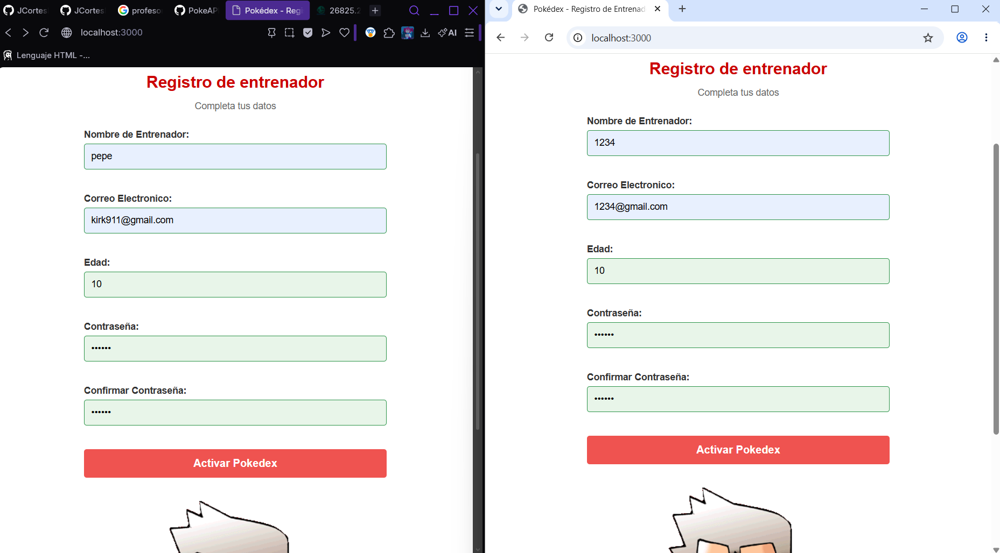 JCortes
JCortes
profeso
PokeAP
Pokédex - Regi
26825.2
localhost:3000
AI
Lenguaje HTML -...
Registro de entrenador
Completa tus datos
Nombre de Entrenador:
pepe
Correo Electronico:
kirk911@gmail.com
Edad:
10
Contraseña:
••••••
Confirmar Contraseña:
••••••
Activar Pokedex
Pokédex - Registro de Entrenad
localhost:3000
Registro de entrenador
Completa tus datos
Nombre de Entrenador:
1234
Correo Electronico:
1234@gmail.com
Edad:
10
Contraseña:
••••••
Confirmar Contraseña:
••••••
Activar Pokedex